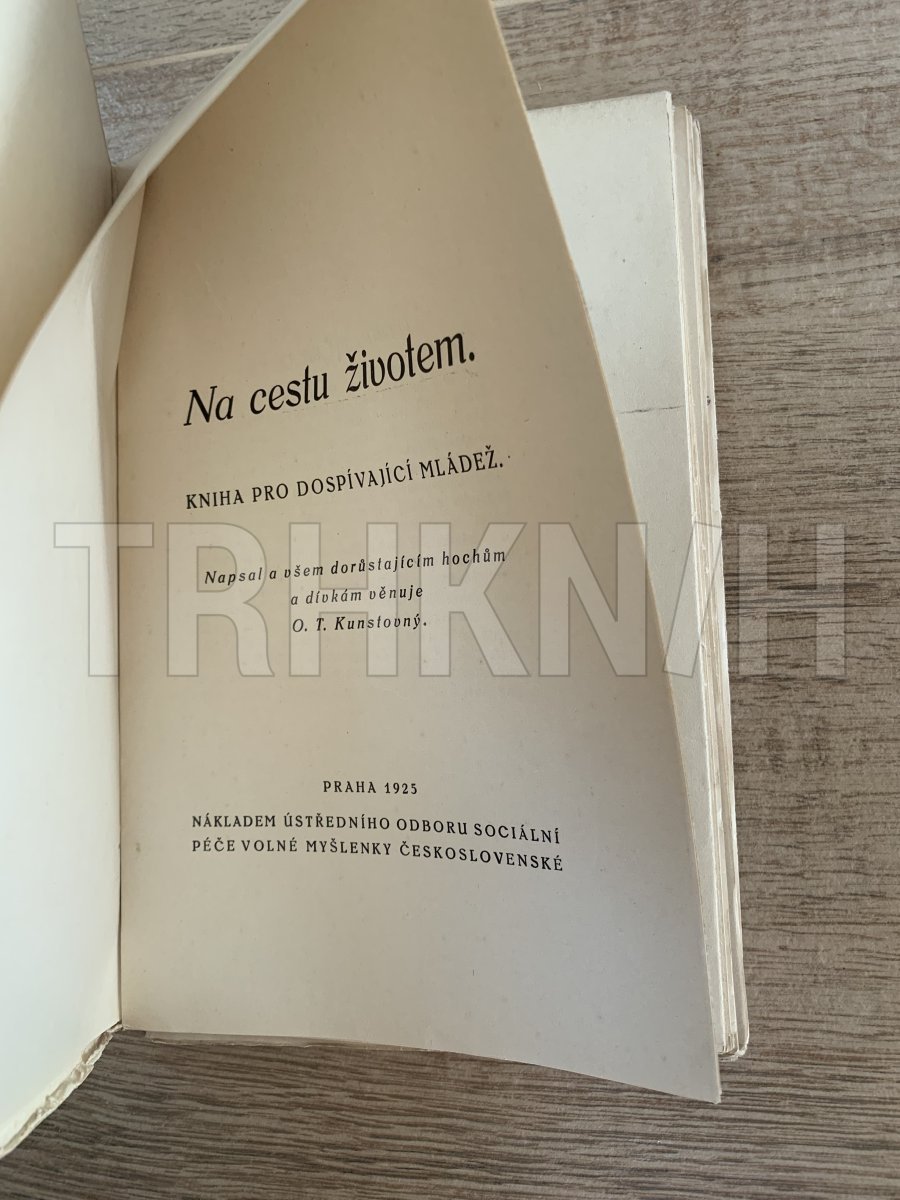 Na cestu životem.
KNIHA PRO DOSPÍVAJÍCÍ MLÁDEŽ.
Napsal a všem dorůstajícím hochům
a dívkám věnuje
O. T. Kunstovný.
TRHKNIH
PRAHA 1925
NÁKLADEM ÚSTŘEDNÍHO ODBORU SOCIÁLNÍ
PÉČE VOLNÉ MYŠLENKY ČESKOSLOVENSKÉ